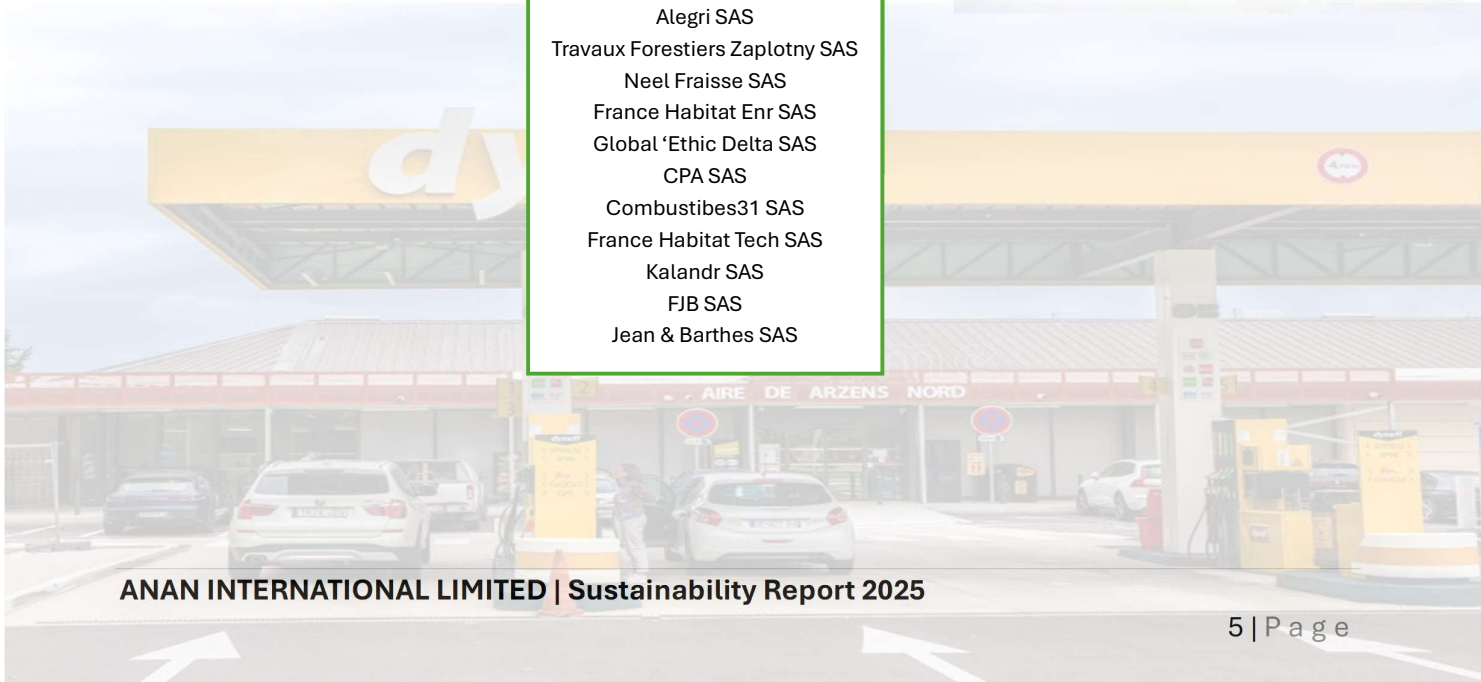 Alegri SAS
Travaux Forestiers Zaplotny SAS
Neel Fraisse SAS
France Habitat Enr SAS
Global ‘Ethic Delta SAS
CPA SAS
Combustibes31 SAS
France Habitat Tech SAS
Kalandr SAS
FJB SAS
Jean & Barthes SAS
dy
AIRE DE ARZENS NORD
ANAN INTERNATIONAL LIMITED | Sustainability Report 2025
5 | Page